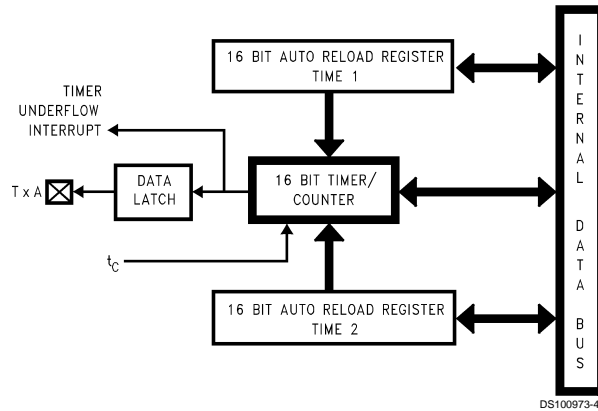 16 BIT AUTO RELOAD REGISTER
TIME 1
TIMER
UNDERFLOW
INTERRUPT
T x A
DATA
LATCH
16 BIT TIMER/
COUNTER
tC
16 BIT AUTO RELOAD REGISTER
TIME 2
INTERNAL DATA BUS
DS100973-4